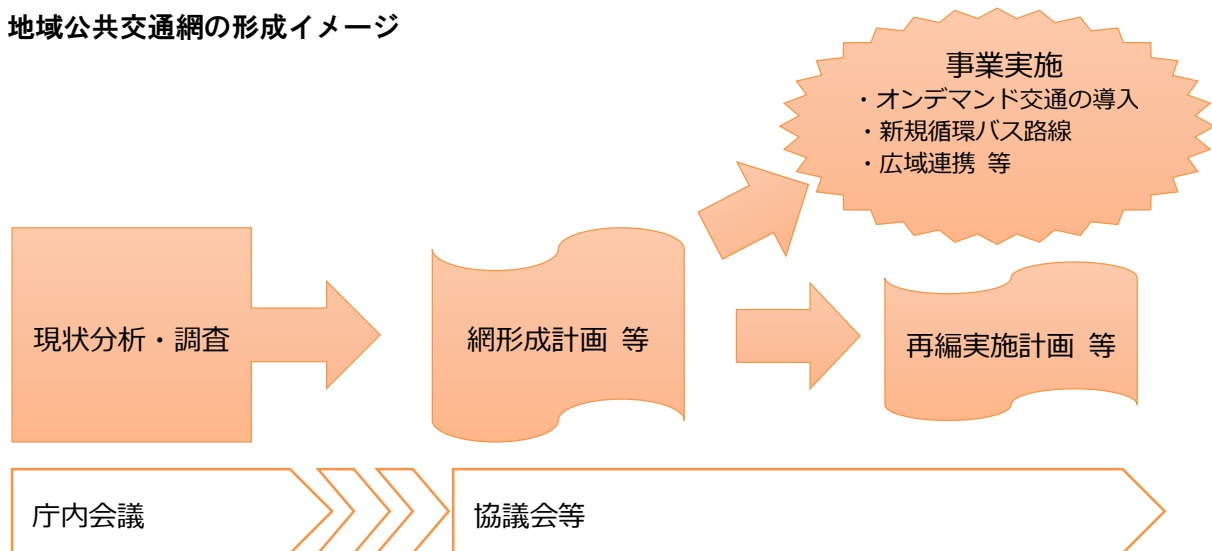 地域公共交通網の形成イメージ
事業実施
・オンデマンド交通の導入
・新規循環バス路線
・広域連携 等
現状分析・調査
網形成計画 等
再編実施計画 等
庁内会議
協議会等